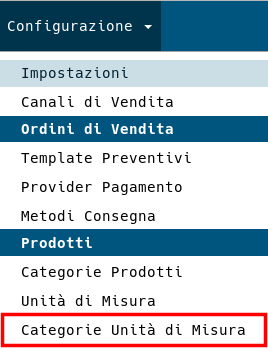 Configurazione
Impostazioni
Canali di Vendita
Ordini di Vendita
Template Preventivi
Provider Pagamento
Metodi Consegna
Prodotti
Categorie Prodotti
Unità di Misura
Categorie Unità di Misura